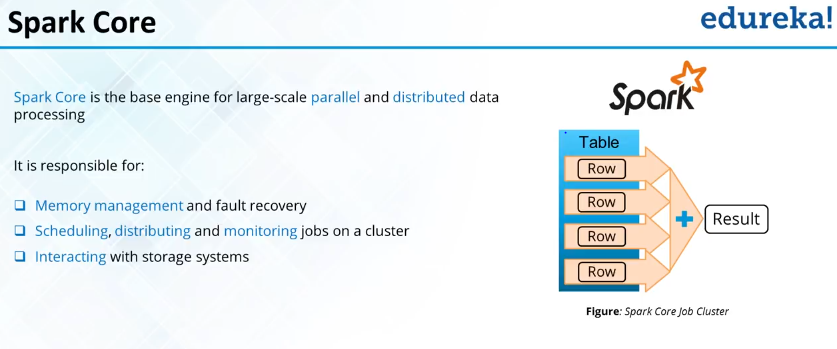 Spark Core
edureka!
Spark Core is the base engine for large-scale parallel and distributed data
processing
It is responsible for:
Memory management and fault recovery
Scheduling, distributing and monitoring jobs on a cluster
Interacting with storage systems
Spark
Table
Row
Row
Row
Row
Result
Figure: Spark Core Job Cluster